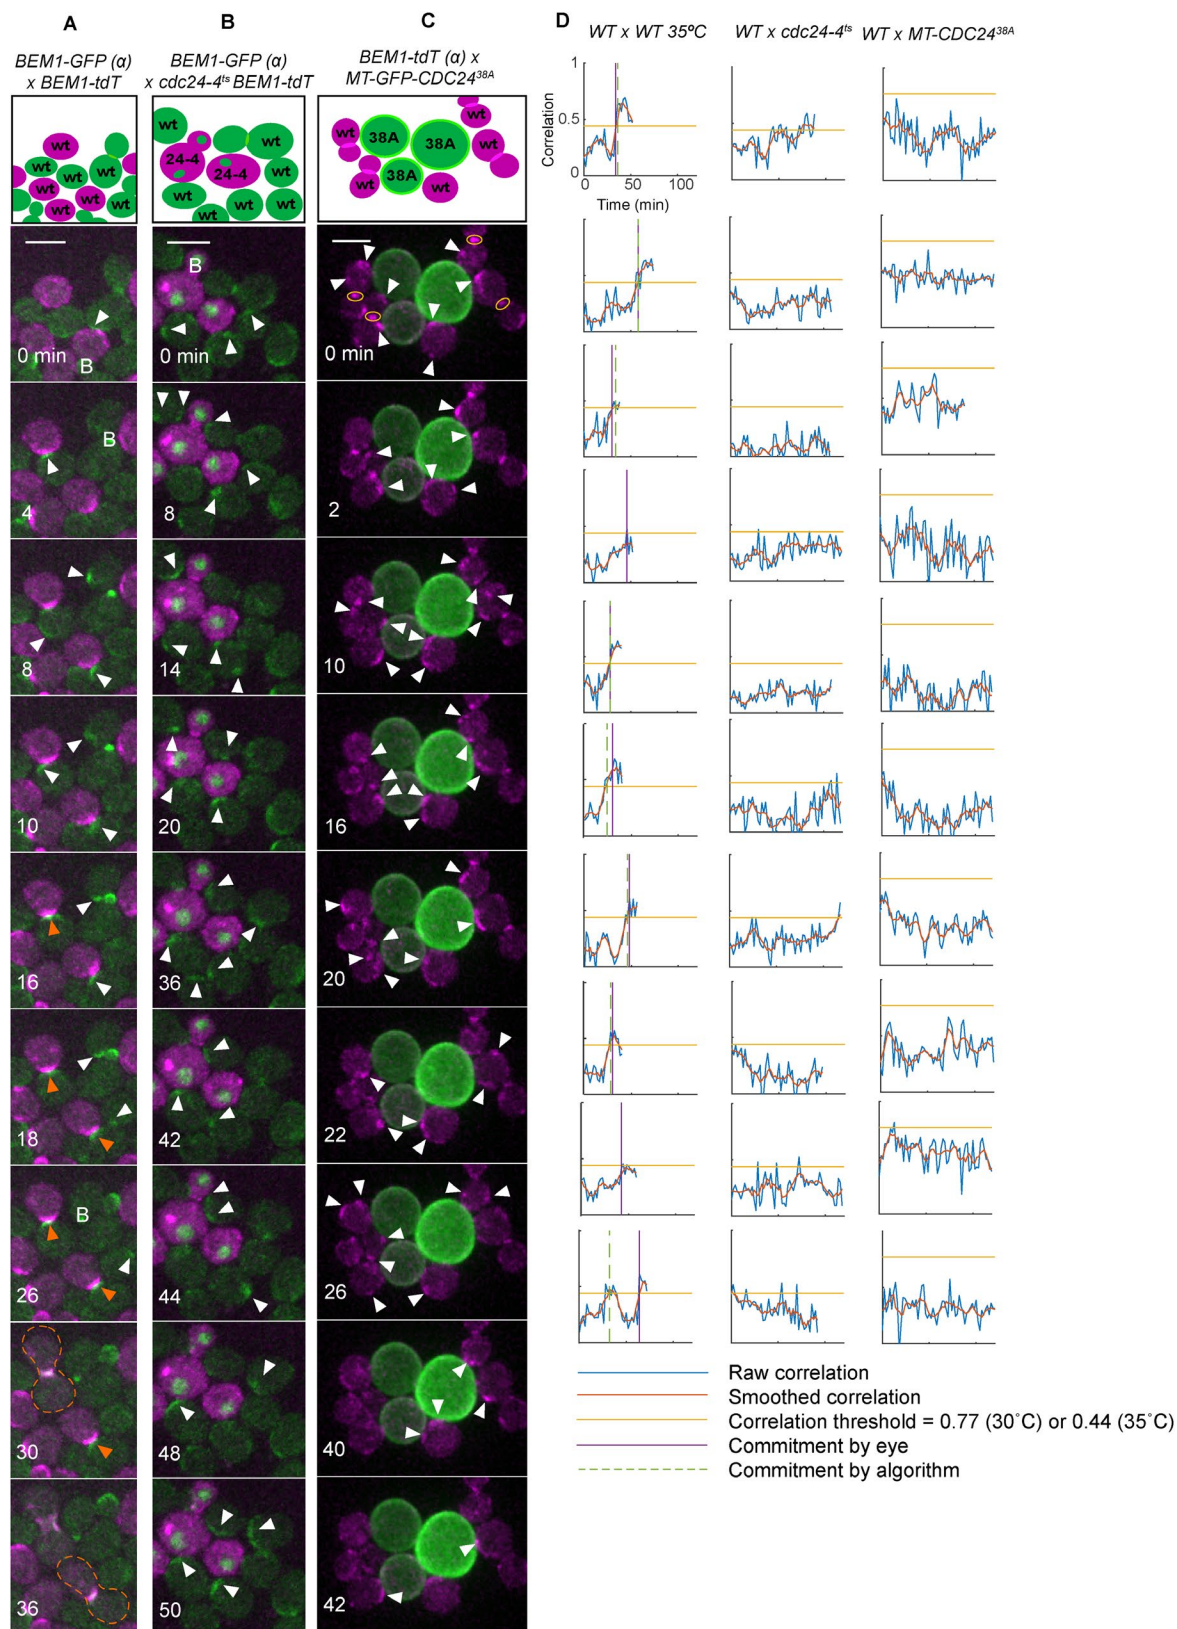 A
BEM1-GFP (α)
x BEM1-tdT
wt
wt
wt
wt
wt
wt
wt
wt
0 min
B
4
B
8
10
16
18
26
B
30
36
B
BEM1-GFP (α)
x cdc24-4ts BEM1-tdT
wt
wt
24-4
24-4
wt
wt
wt
wt
B
0 min
8
14
20
36
42
44
48
50
C
BEM1-tdT (α) x
MT-GFP-CDC2438A
wt
38A
38A
wt
38A
wt
wt
0 min
2
10
16
20
22
26
40
42
D
WT x WT 35ºC
WT x cdc24-4ts
WT x MT-CDC2438A
Correlation
1
0.5
0
0
50
100
Time (min)
Raw correlation
Smoothed correlation
Correlation threshold = 0.77 (30˚C) or 0.44 (35˚C)
Commitment by eye
Commitment by algorithm